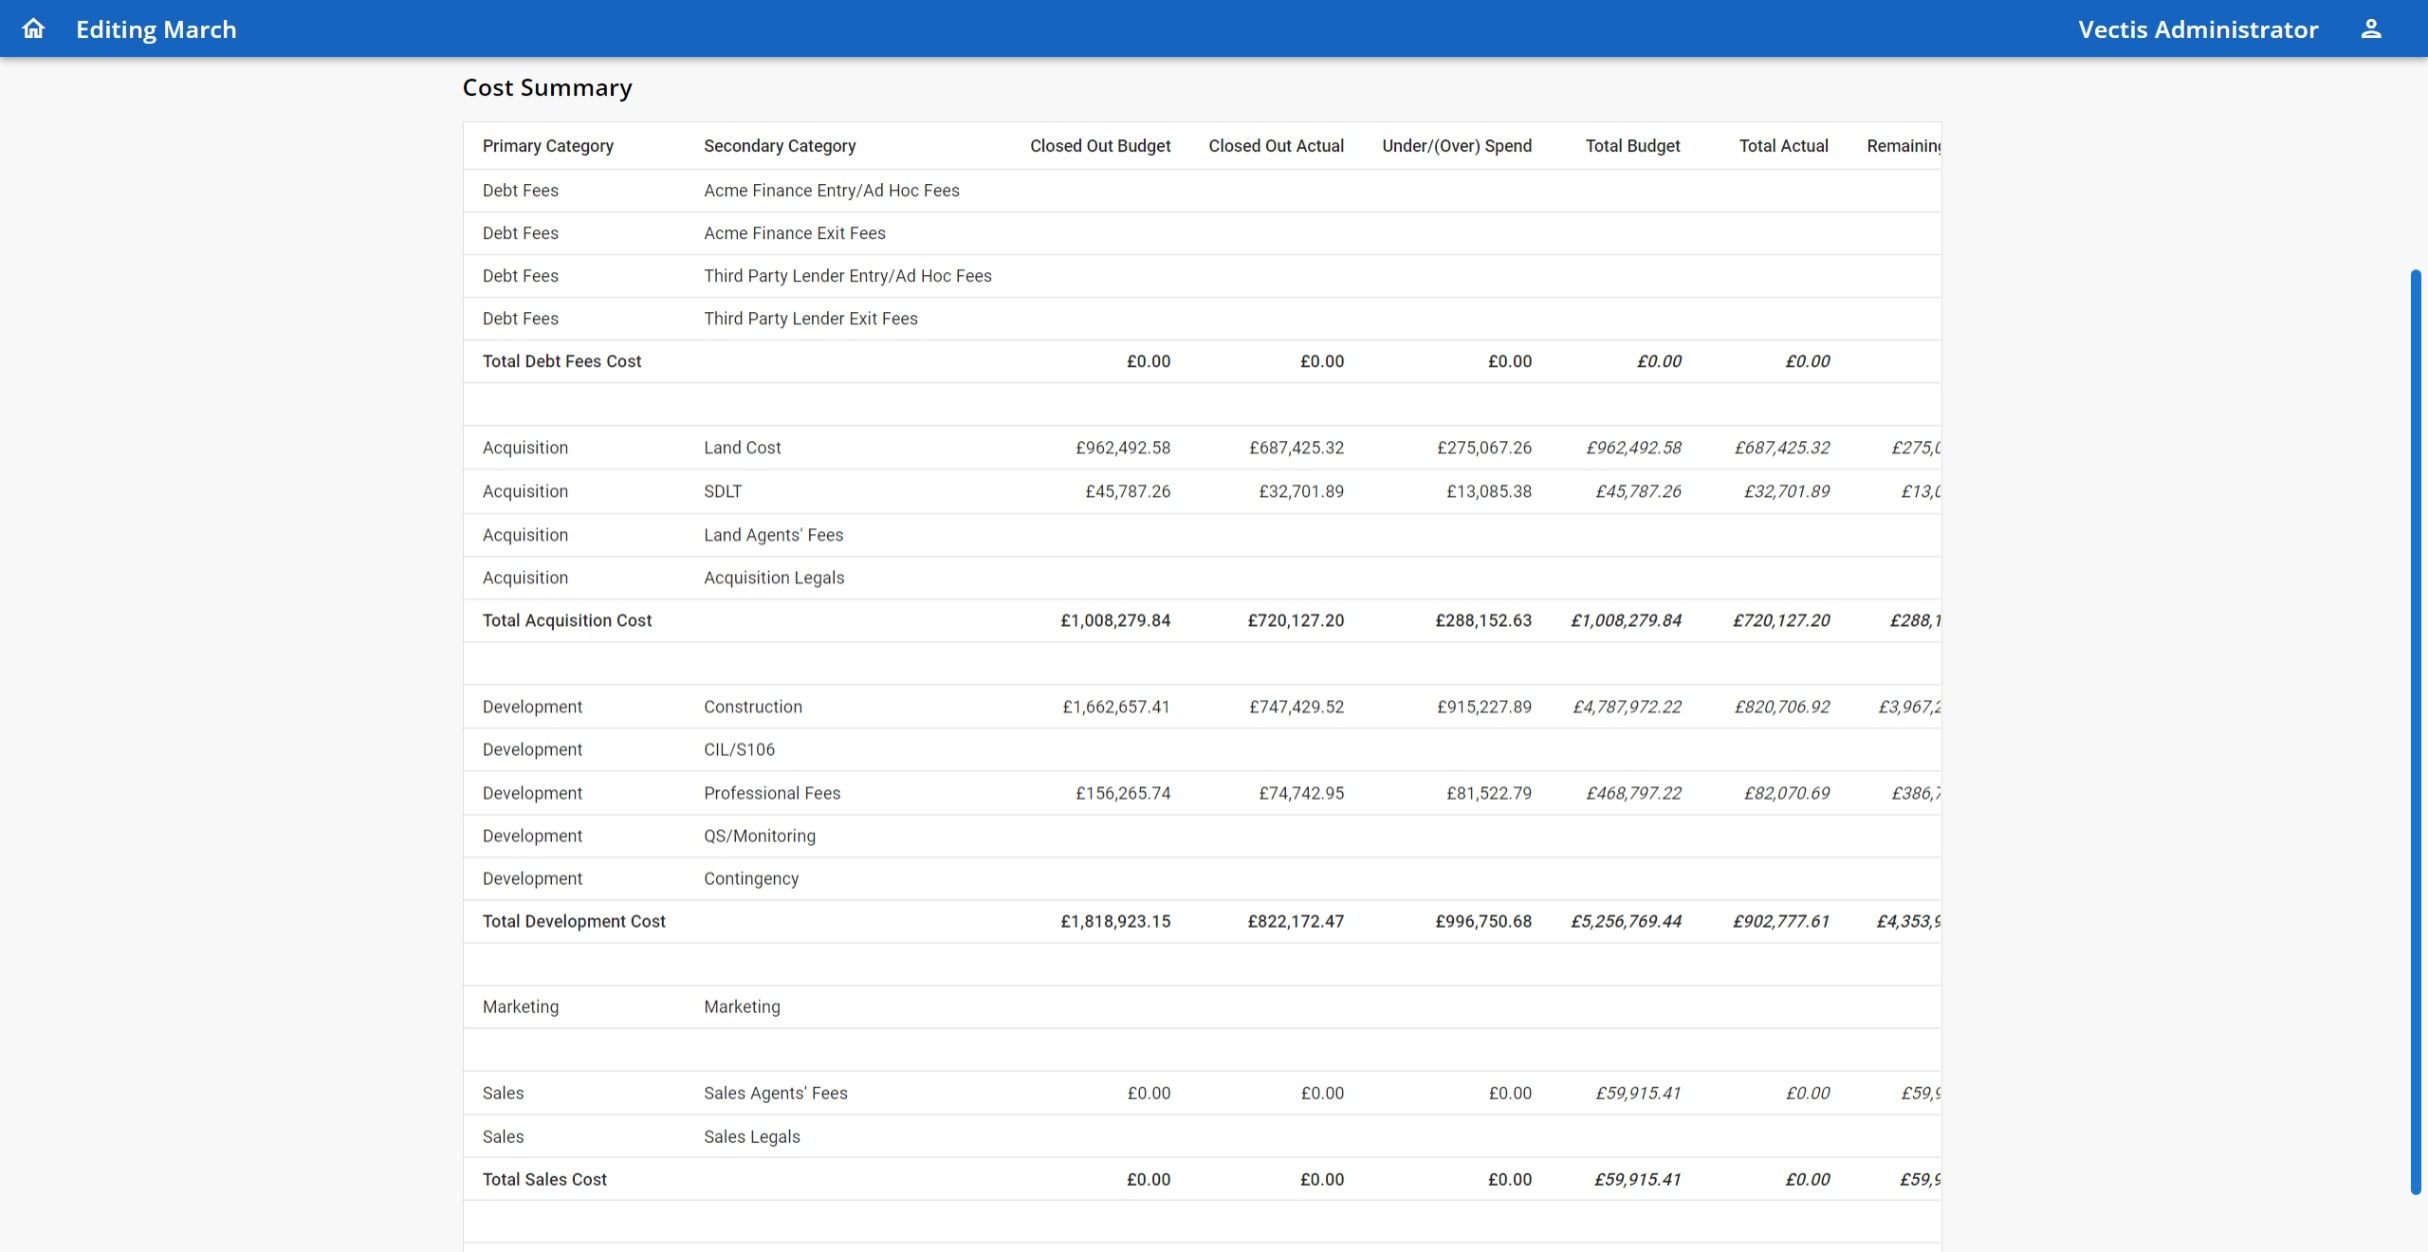 Editing March Vectis Administrator
Cost Summary
Primary Category Secondary Category Closed Out Budget Closed Out Actual Under/(Over) Spend Total Budget Total Actual Remaining
Debt Fees Acme Finance Entry/Ad Hoc Fees
Debt Fees Acme Finance Exit Fees
Debt Fees Third Party Lender Entry/Ad Hoc Fees
Debt Fees Third Party Lender Exit Fees
Total Debt Fees Cost £0.00 £0.00 £0.00 £0.00 £0.00
Acquisition Land Cost £962,492.58 £687,425.32 £275,067.26 £962,492.58 £687,425.32 £275,0
Acquisition SDLT £45,787.26 £32,701.89 £13,085.38 £45,787.26 £32,701.89 £13,0
Acquisition Land Agents' Fees
Acquisition Acquisition Legals
Total Acquisition Cost £1,008,279.84 £720,127.20 £288,152.63 £1,008,279.84 £720,127.20 £288,1
Development Construction £1,662,657.41 £747,429.52 £915,227.89 £4,787,972.22 £820,706.92 £3,967,2
Development CIL/S106
Development Professional Fees £156,265.74 £74,742.95 £81,522.79 £468,797.22 £82,070.69 £386,7
Development QS/Monitoring
Development Contingency
Total Development Cost £1,818,923.15 £822,172.47 £996,750.68 £5,256,769.44 £902,777.61 £4,353,9
Marketing Marketing
Sales Sales Agents' Fees £0.00 £0.00 £0.00 £59,915.41 £0.00 £59,9
Sales Sales Legals
Total Sales Cost £0.00 £0.00 £0.00 £59,915.41 £0.00 £59,9